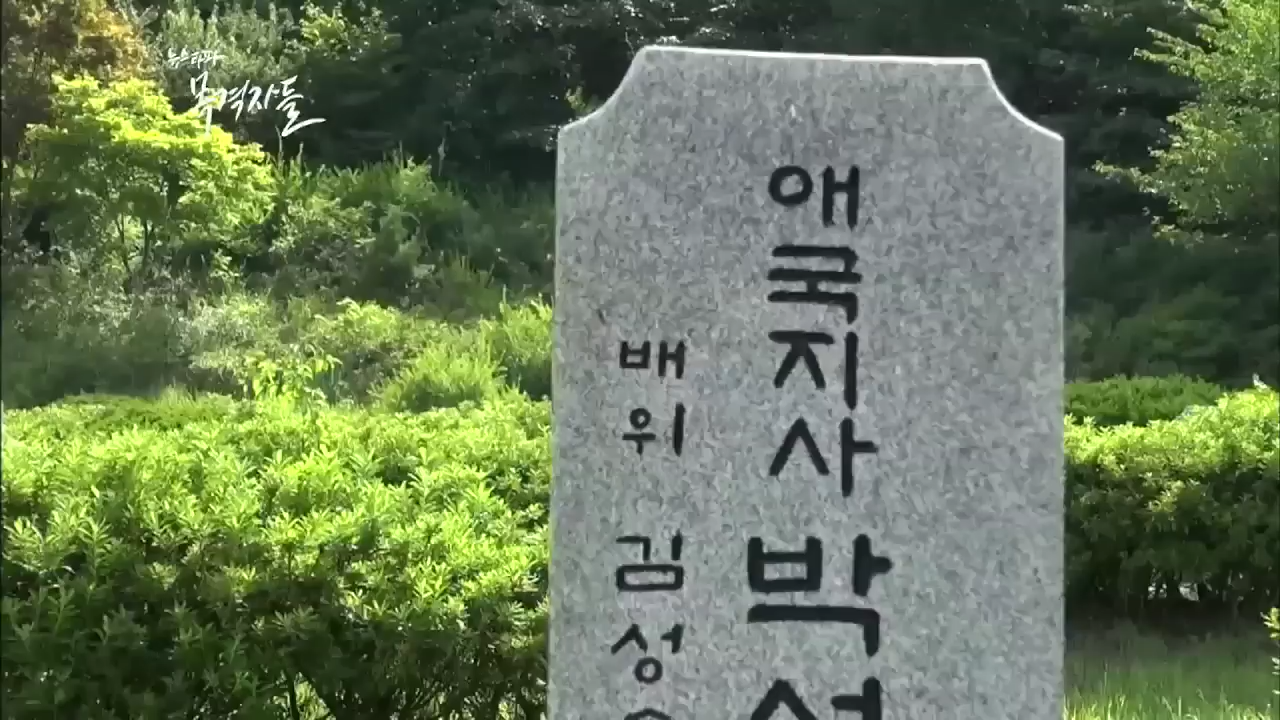 뉴스타파
목격자들
애국지사 박
배위 김성